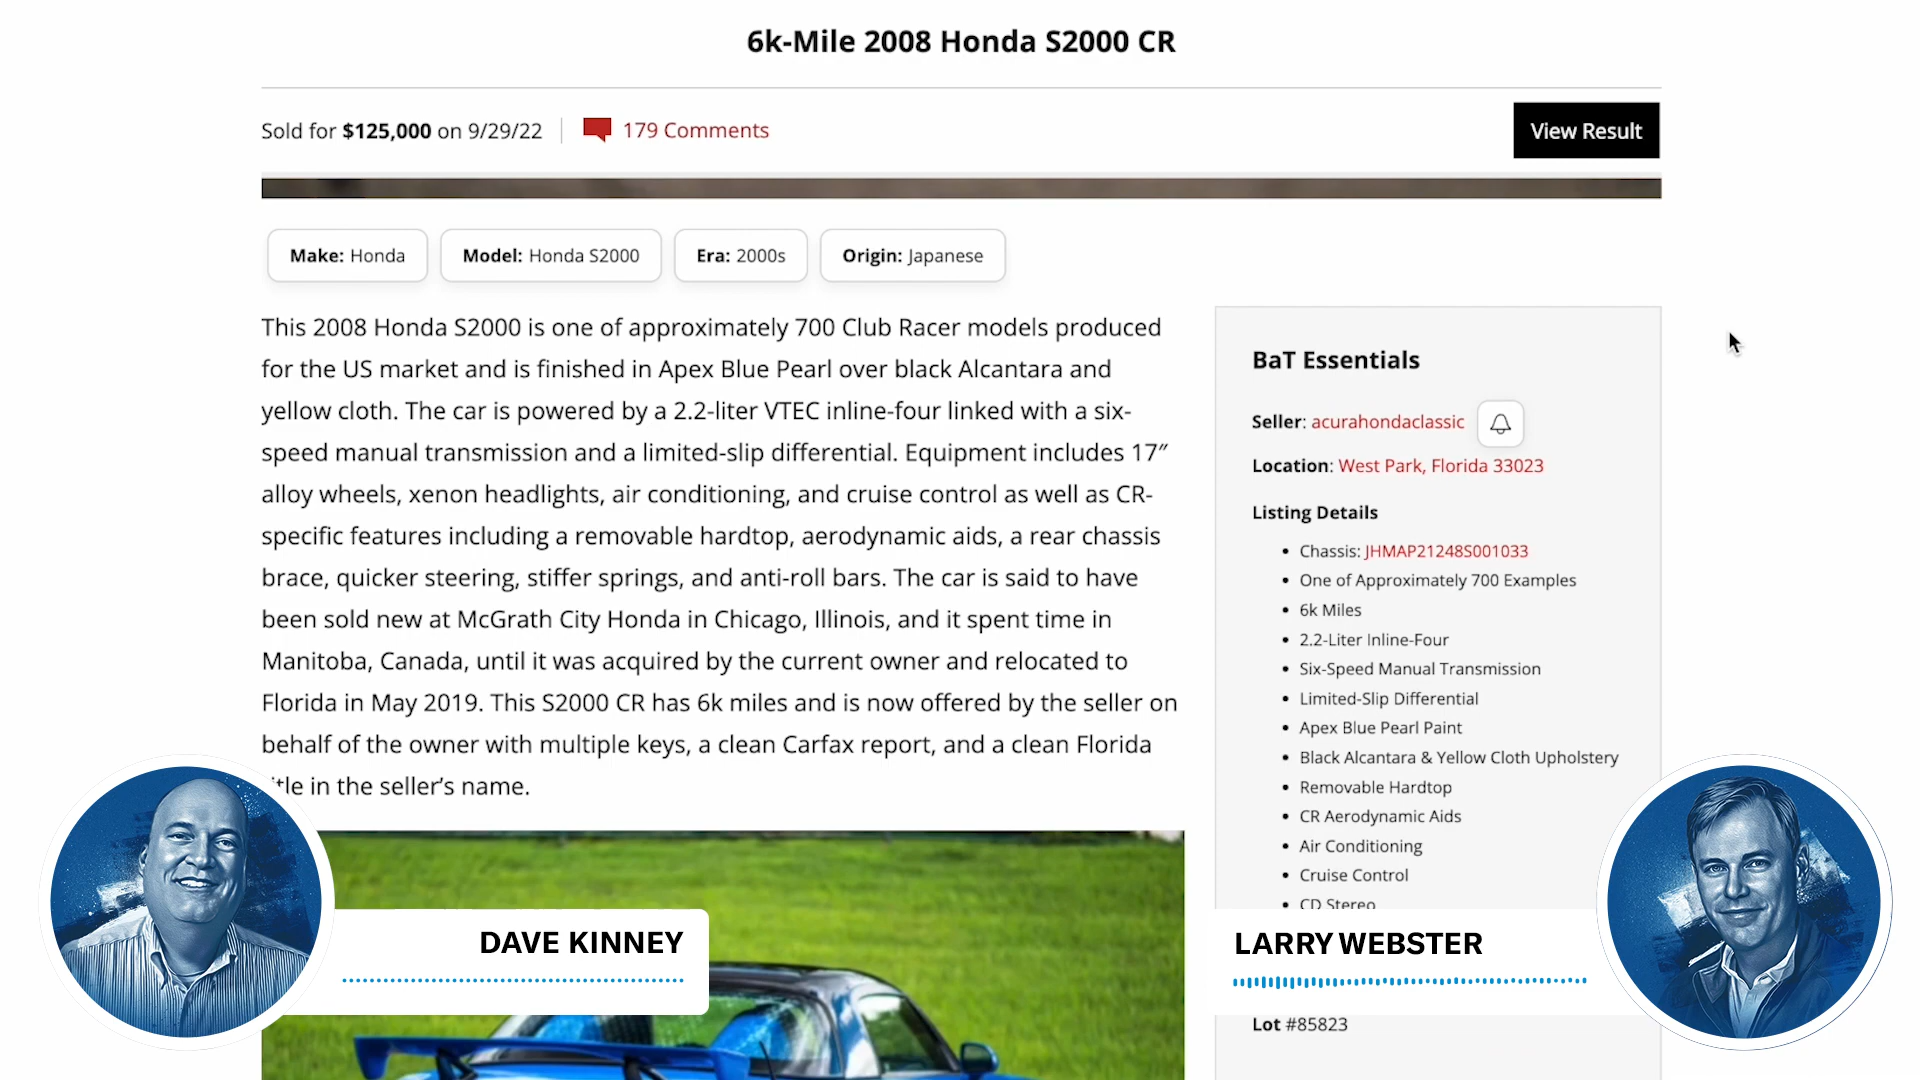 6k-Mile 2008 Honda S2000 CR
Sold for $125,000 on 9/29/22
179 Comments
View Result
Make: Honda
Model: Honda S2000
Era: 2000s
Origin: Japanese
This 2008 Honda S2000 is one of approximately 700 Club Racer models produced
for the US market and is finished in Apex Blue Pearl over black Alcantara and
yellow cloth. The car is powered by a 2.2-liter VTEC inline-four linked with a six-
speed manual transmission and a limited-slip differential. Equipment includes 17″
alloy wheels, xenon headlights, air conditioning, and cruise control as well as CR-
specific features including a removable hardtop, aerodynamic aids, a rear chassis
brace, quicker steering, stiffer springs, and anti-roll bars. The car is said to have
been sold new at McGrath City Honda in Chicago, Illinois, and it spent time in
Manitoba, Canada, until it was acquired by the current owner and relocated to
Florida in May 2019. This S2000 CR has 6k miles and is now offered by the seller on
behalf of the owner with multiple keys, a clean Carfax report, and a clean Florida
title in the seller’s name.
BaT Essentials
Seller: acurahondaclassic
Location: West Park, Florida 33023
Listing Details
Chassis: JHMAP21248S001033
One of Approximately 700 Examples
6k Miles
2.2-Liter Inline-Four
Six-Speed Manual Transmission
Limited-Slip Differential
Apex Blue Pearl Paint
Black Alcantara & Yellow Cloth Upholstery
Removable Hardtop
CR Aerodynamic Aids
Air Conditioning
Cruise Control
CD Stereo
Lot #85823
DAVE KINNEY
LARRY WEBSTER